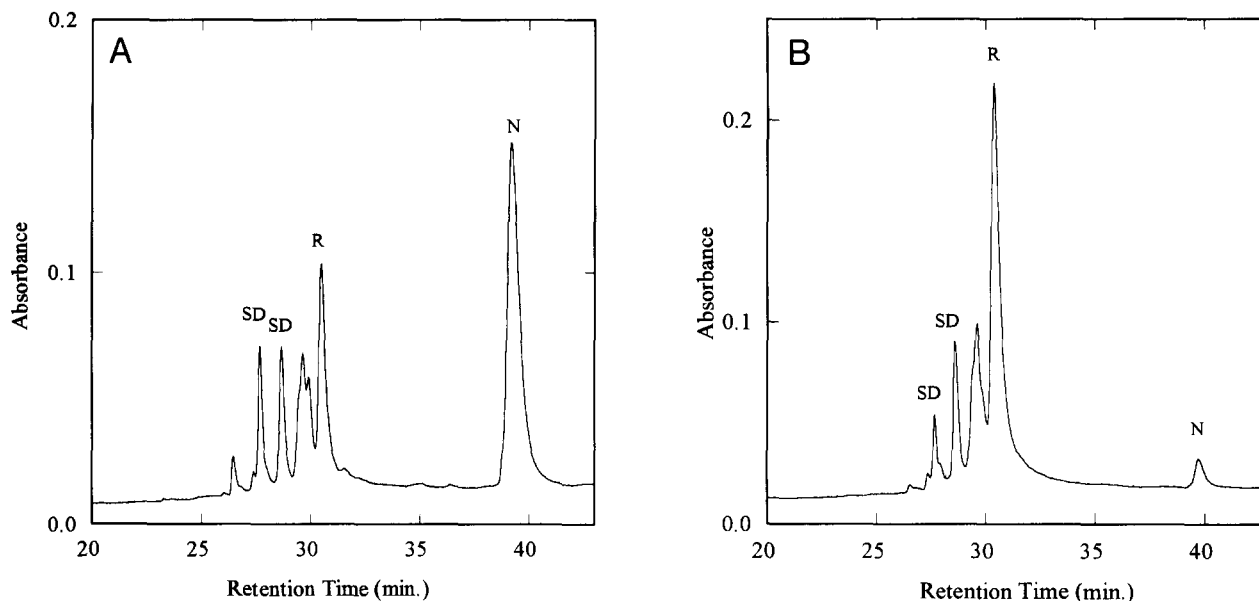 A
0.2
0.1
0.0
Absorbance
SD
SD
R
N
20
25
30
35
40
Retention Time (min.)
B
0.2
0.1
0.0
Absorbance
SD
SD
R
N
20
25
30
35
40
Retention Time (min.)